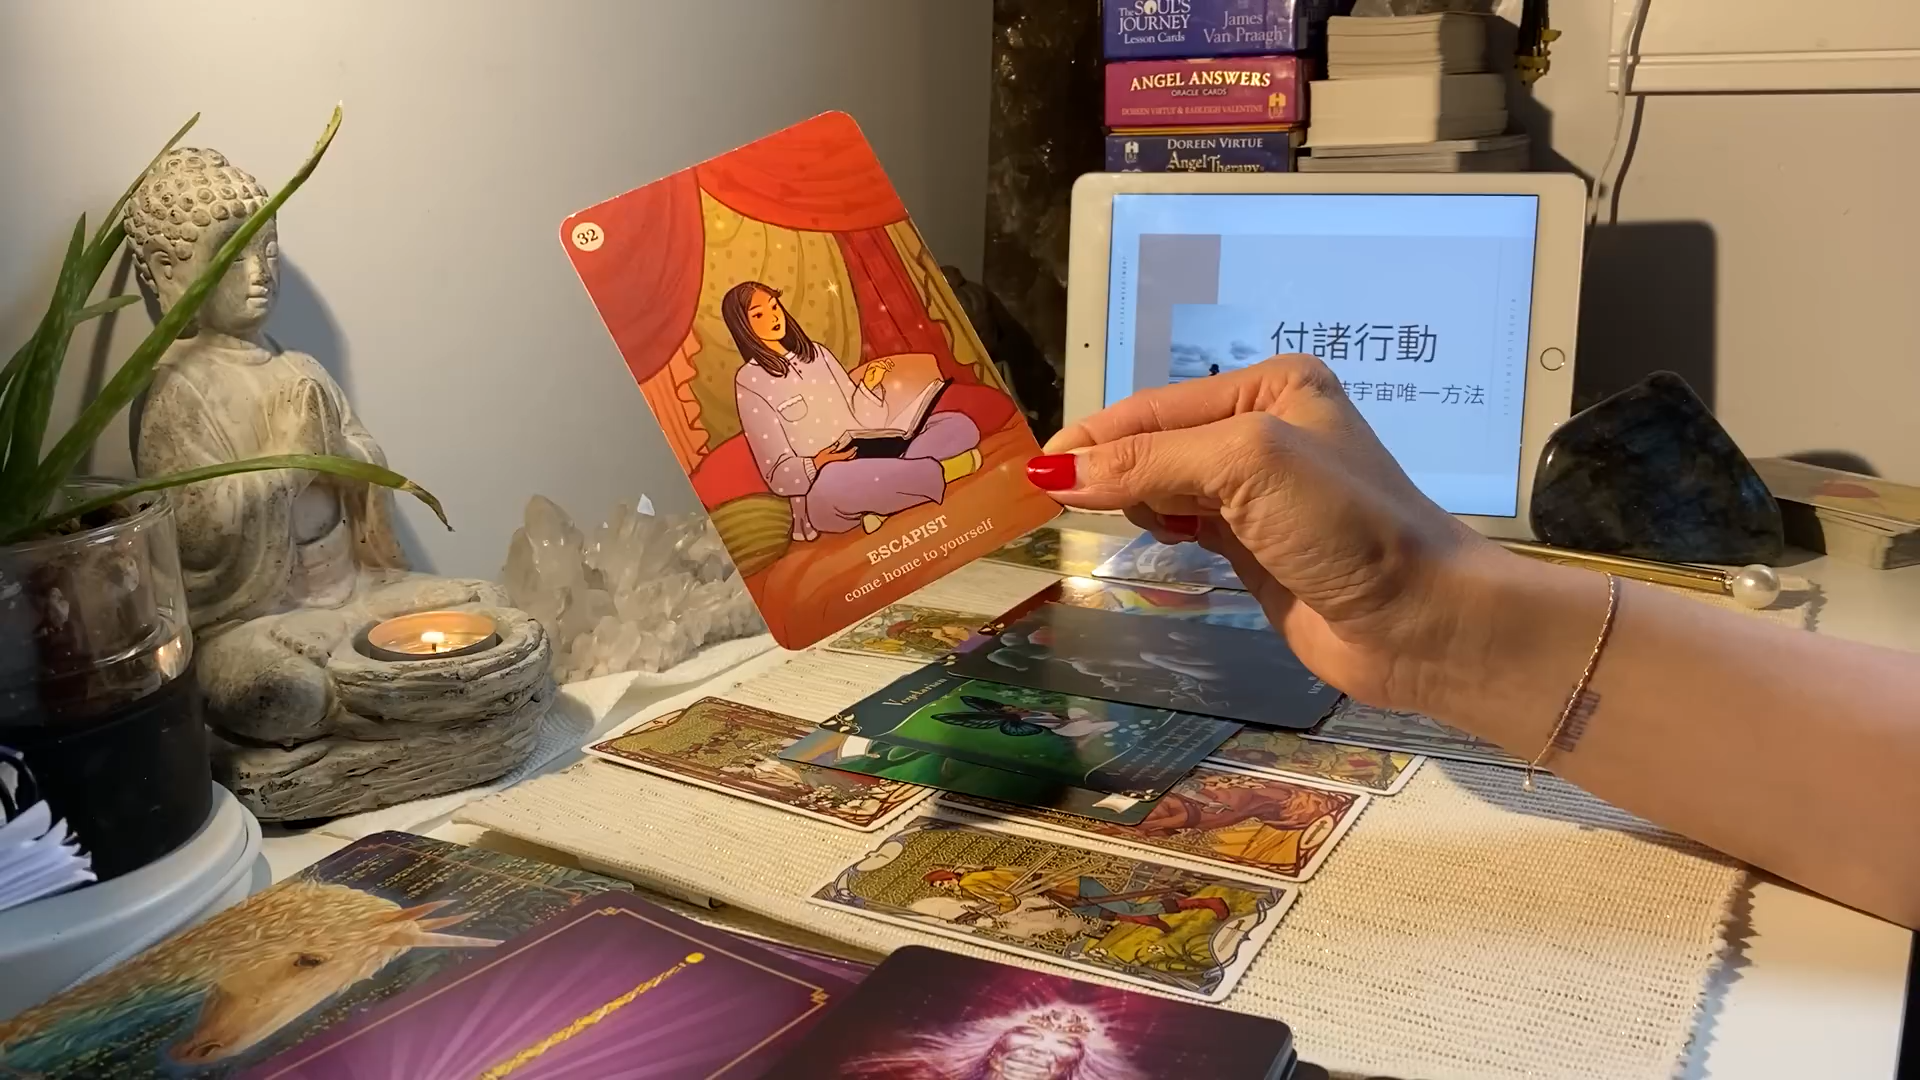 The SOUL'S
JOURNEY
Lesson Cards
James
Van Praagh
ANGEL ANSWERS
ORACLE CARDS
DOREEN VIRTUE & RADLEIGH VALENTINE
DOREEN VIRTUE
Angel Therapy
32
付諸行動
宇宙唯一方法
ESCAPIST
come home to yourself
Vegetarian